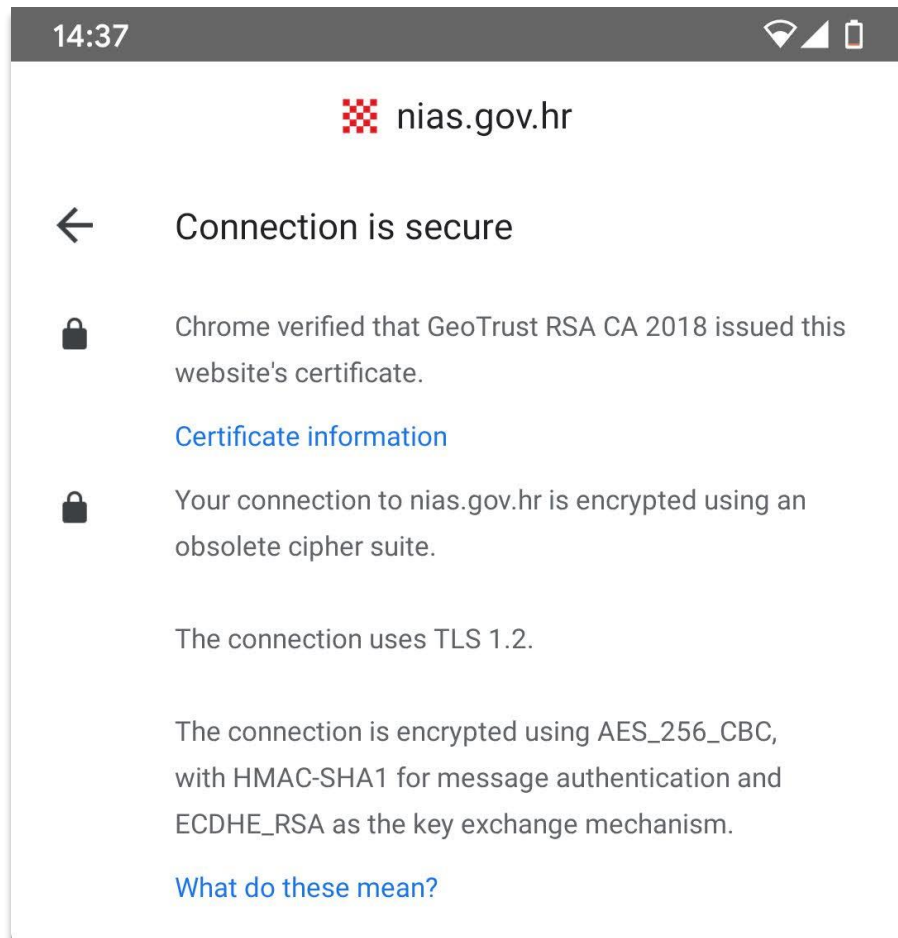 14:37
nias.gov.hr
Connection is secure
Chrome verified that GeoTrust RSA CA 2018 issued this
website's certificate.
Certificate information
Your connection to nias.gov.hr is encrypted using an
obsolete cipher suite.
The connection uses TLS 1.2.
The connection is encrypted using AES_256_CBC,
with HMAC-SHA1 for message authentication and
ECDHE_RSA as the key exchange mechanism.
What do these mean?